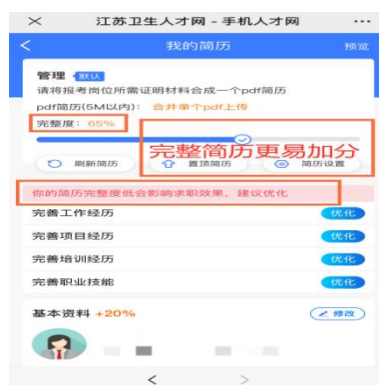 江苏卫生人才网 - 手机人才网
我的简历
预览
管理 默认
请将报考岗位所需证明材料合成一个pdf简历
pdf简历(5M以内)： 合并单个pdf上传
完整度：65%
完整简历更易加分
刷新简历 置顶简历 简历设置
你的简历完整度低会影响求职效果，建议优化
完善工作经历 优化
完善项目经历 优化
完善培训经历 优化
完善职业技能 优化
基本资料 +20% 修改